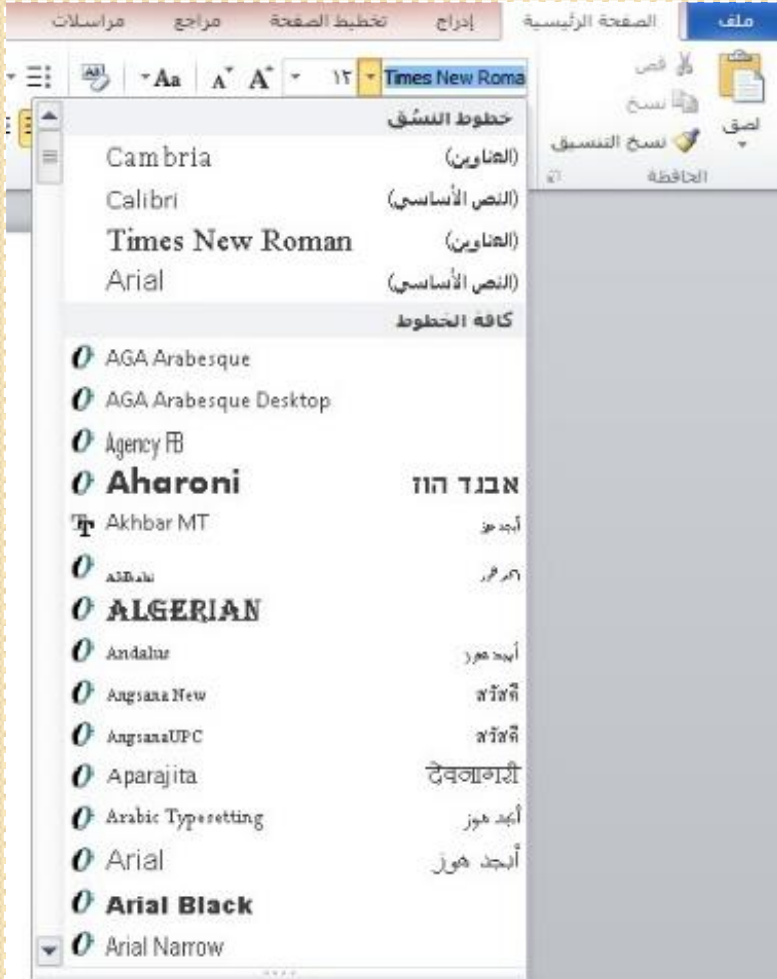 ملف الصفحة الرئيسية إدراج تخطيط الصفحة مراجع مراسلات
لصق
قص
نسخ
نسخ التنسيق
الحافظة
Times New Roma ١٢ A A Aa
خطوط النسُق
Cambria (العناوين)
Calibri (النص الأساسي)
Times New Roman (العناوين)
Arial (النص الأساسي)
كافة الخطوط
AGA Arabesque
AGA Arabesque Desktop
Agency FB
Aharoni אבגד הוז
Akhbar MT أبجد هوز
ALGERIAN
Andalus أبجد هوز
Angsana New สวัสดี
AngsanaUPC สวัสดี
Aparajita देवनागरी
Arabic Typesetting أبجد هوز
Arial أبجد هوز
Arial Black
Arial Narrow